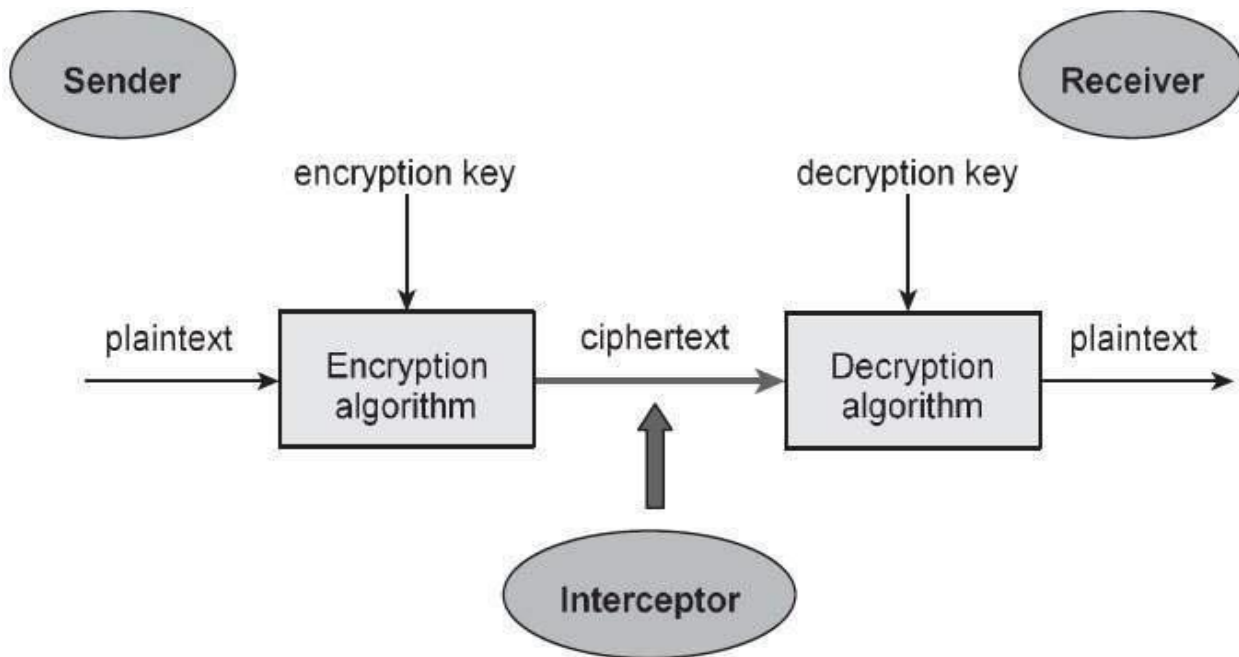 Sender
Receiver
encryption key
decryption key
plaintext
ciphertext
plaintext
Encryption
algorithm
Decryption
algorithm
Interceptor